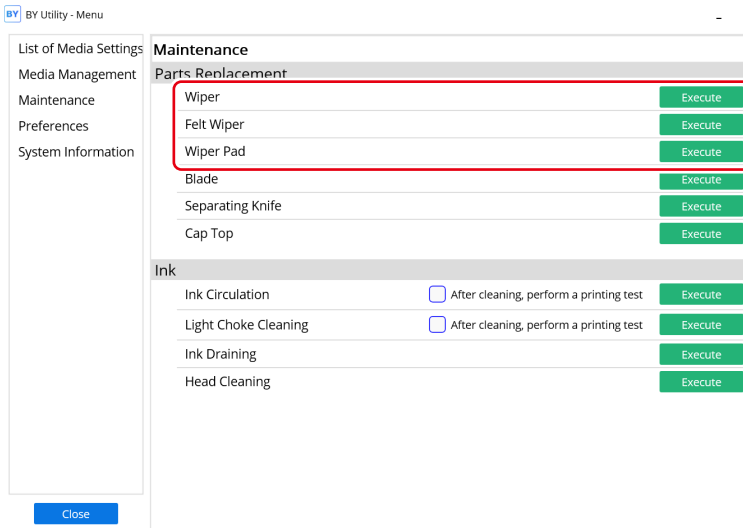 BY BY Utility - Menu
List of Media Settings
Media Management
Maintenance
Preferences
System Information
Close
Maintenance
Parts Replacement
Wiper Execute
Felt Wiper Execute
Wiper Pad Execute
Blade Execute
Separating Knife Execute
Cap Top Execute
Ink
Ink Circulation After cleaning, perform a printing test Execute
Light Choke Cleaning After cleaning, perform a printing test Execute
Ink Draining Execute
Head Cleaning Execute